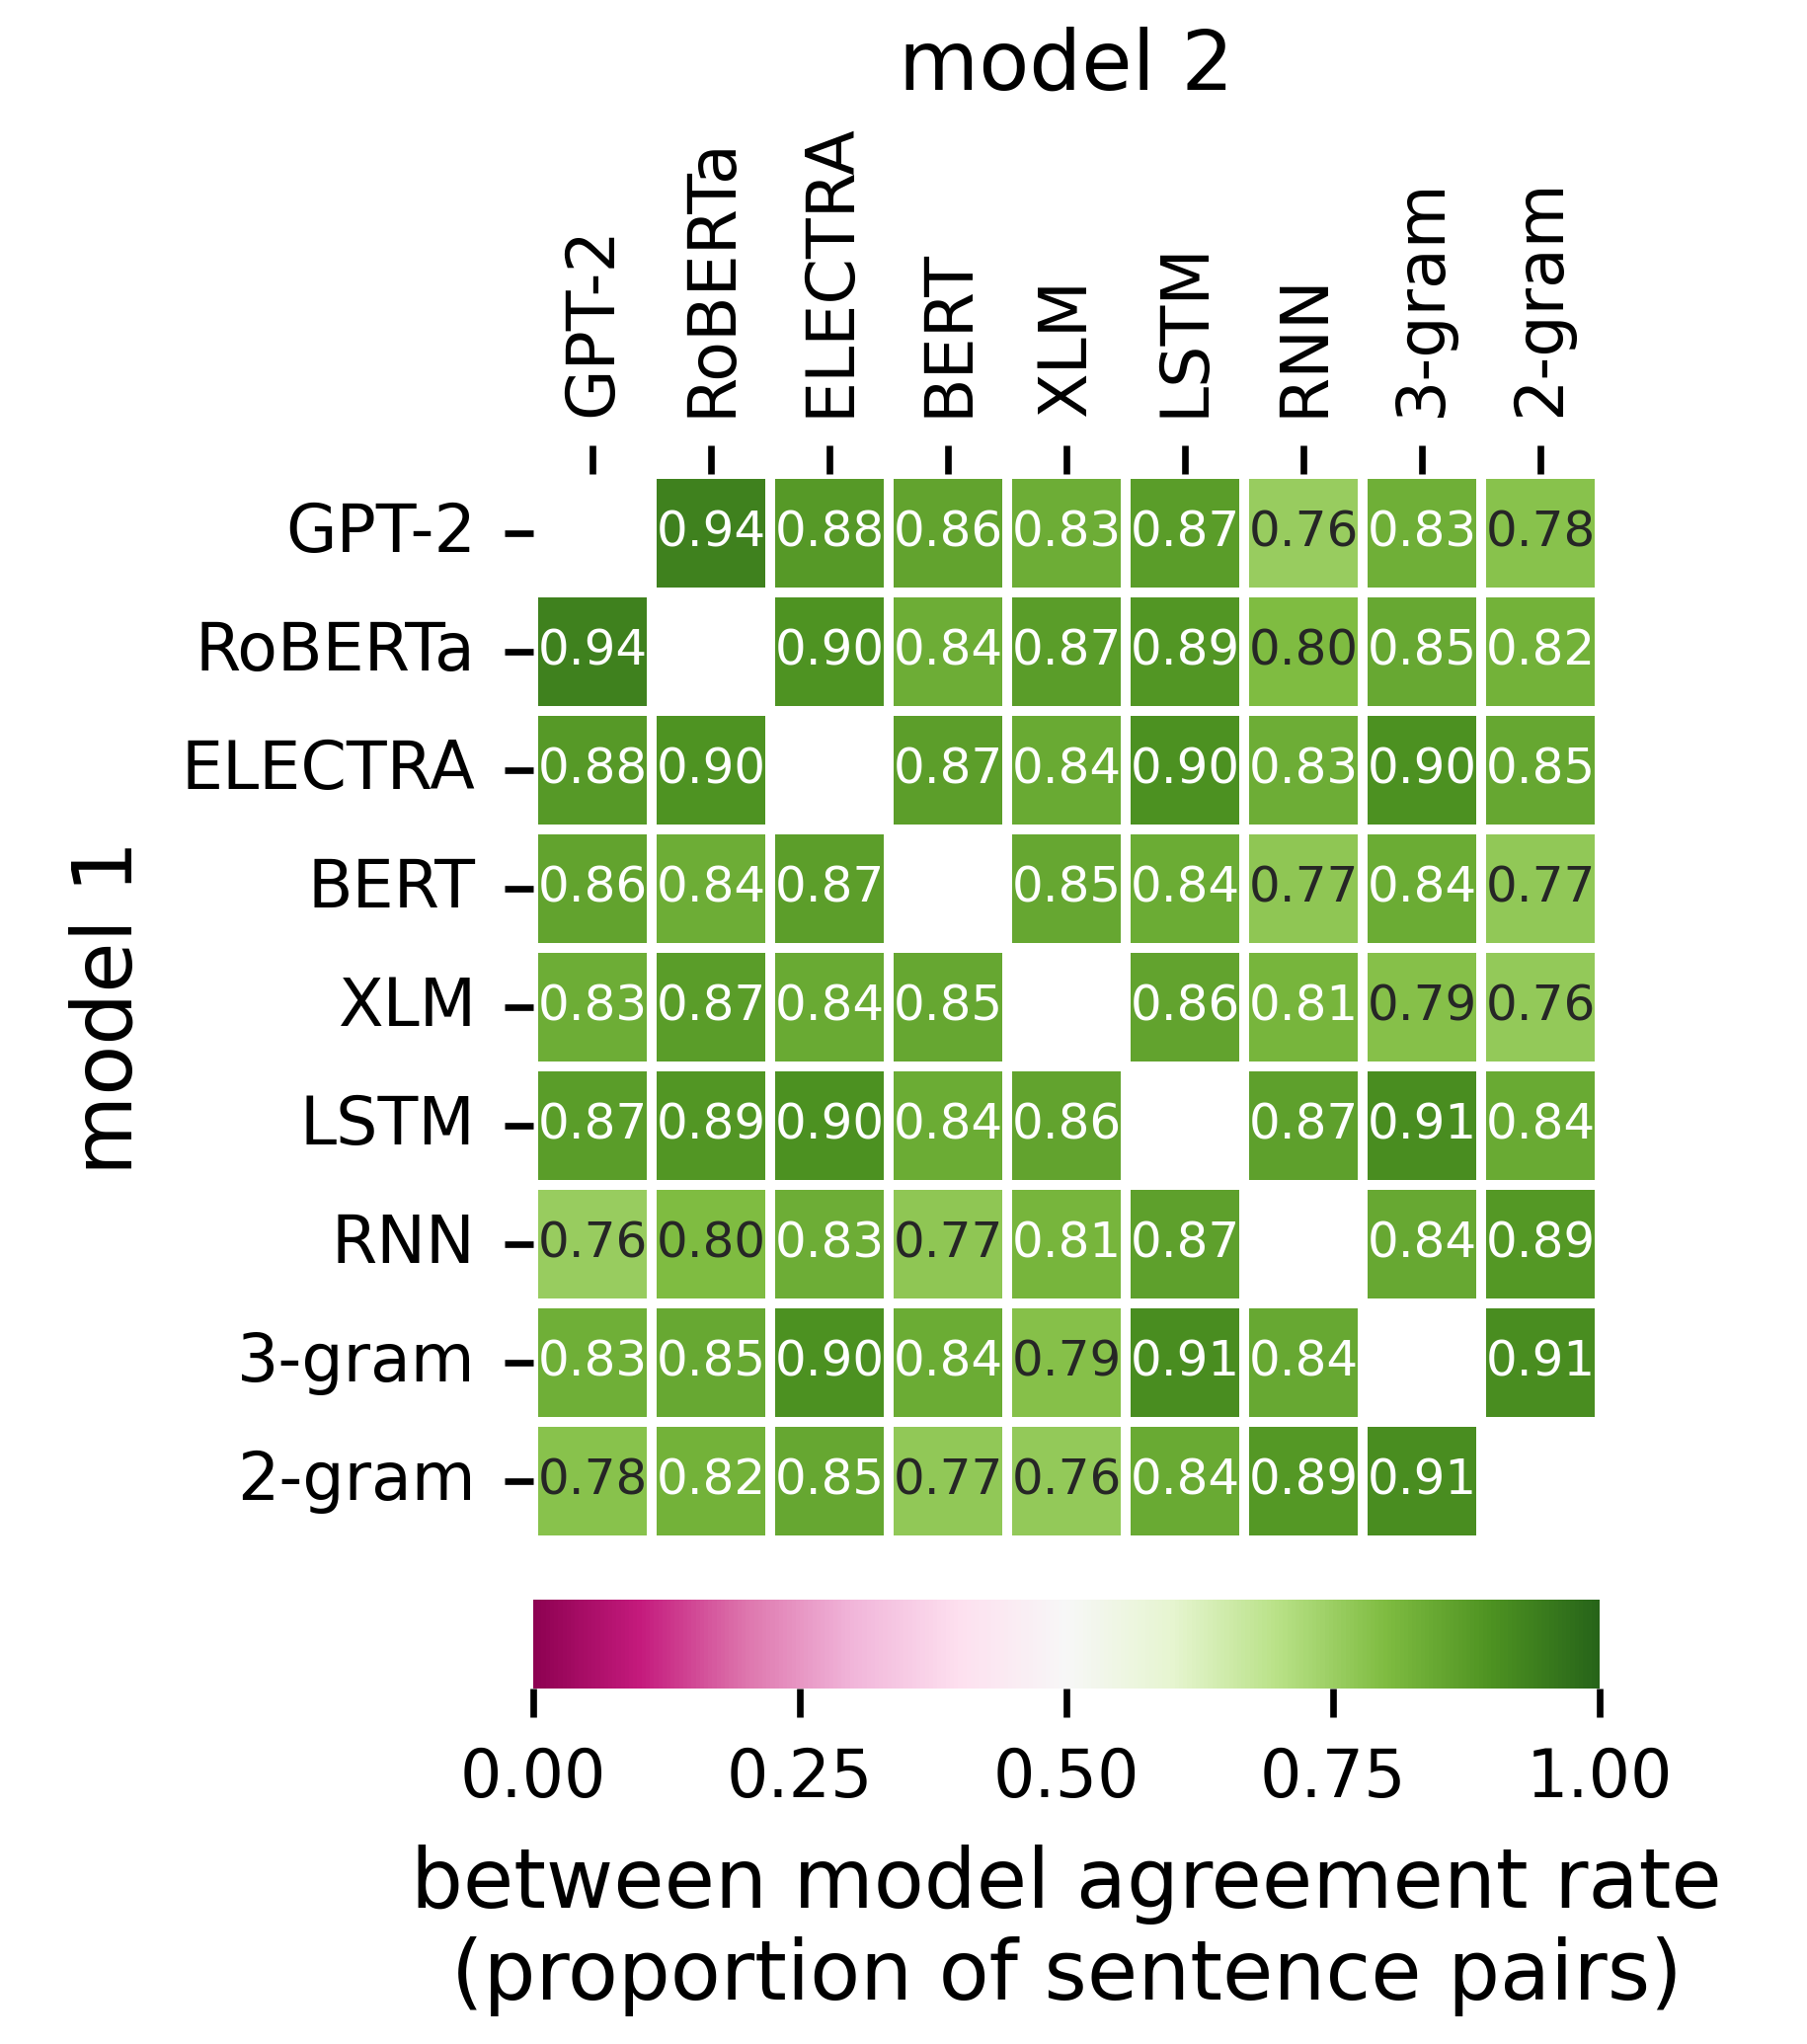 model 2
GPT-2 RoBERTa ELECTRA BERT XLM LSTM RNN 3-gram 2-gram
model 1
GPT-2 0.94 0.88 0.86 0.83 0.87 0.76 0.83 0.78
RoBERTa 0.94 0.90 0.84 0.87 0.89 0.80 0.85 0.82
ELECTRA 0.88 0.90 0.87 0.84 0.90 0.83 0.90 0.85
BERT 0.86 0.84 0.87 0.85 0.84 0.77 0.84 0.77
XLM 0.83 0.87 0.84 0.85 0.86 0.81 0.79 0.76
LSTM 0.87 0.89 0.90 0.84 0.86 0.87 0.91 0.84
RNN 0.76 0.80 0.83 0.77 0.81 0.87 0.84 0.89
3-gram 0.83 0.85 0.90 0.84 0.79 0.91 0.84 0.91
2-gram 0.78 0.82 0.85 0.77 0.76 0.84 0.89 0.91
0.00 0.25 0.50 0.75 1.00
between model agreement rate
(proportion of sentence pairs)